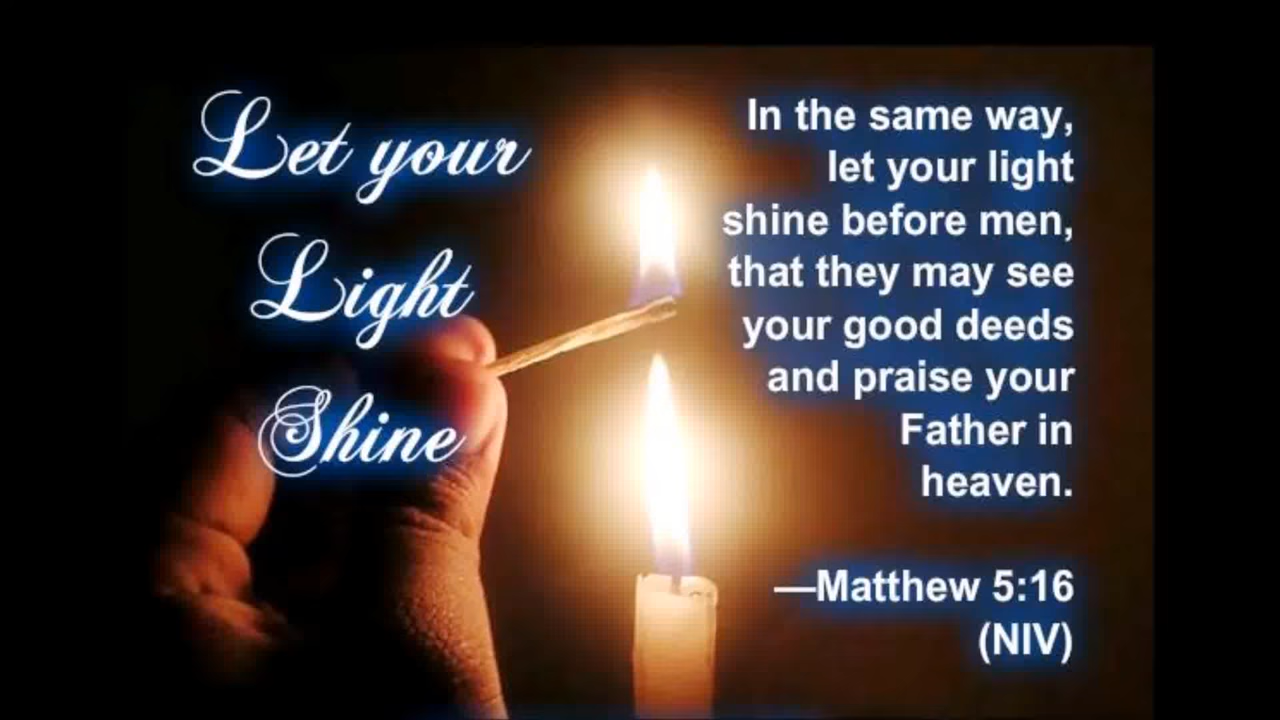 Let your
Light
Shine
In the same way,
let your light
shine before men,
that they may see
your good deeds
and praise your
Father in
heaven.
—Matthew 5:16
(NIV)